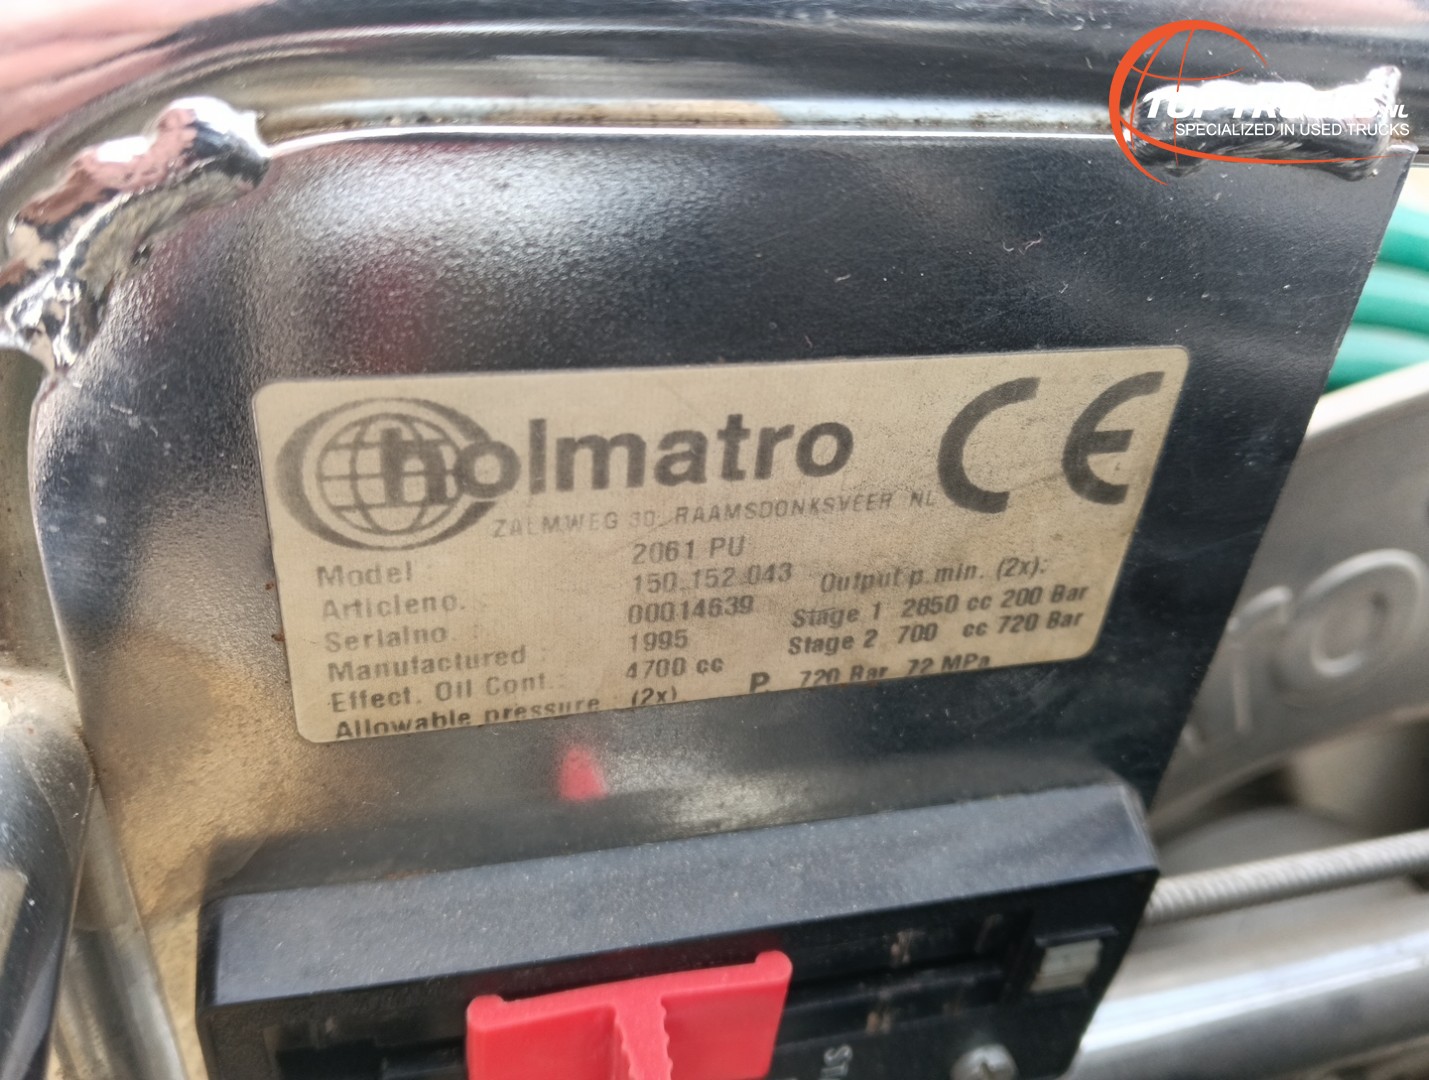 TOP TRUCKS.NL
SPECIALIZED IN USED TRUCKS
holmatro CE
ZALMWEG 30, RAAMSDONKSVEER NL
Model : 2061 PU
Articleno. : 150.152.043
Serialno. : 00014639
Manufactured : 1995
Effect. Oil Cont. : 4700 cc
Allowable pressure : (2x) P 720 Bar 72 MPa
Output p. min. (2x):
Stage 1 2850 cc 200 Bar
Stage 2 700 cc 720 Bar